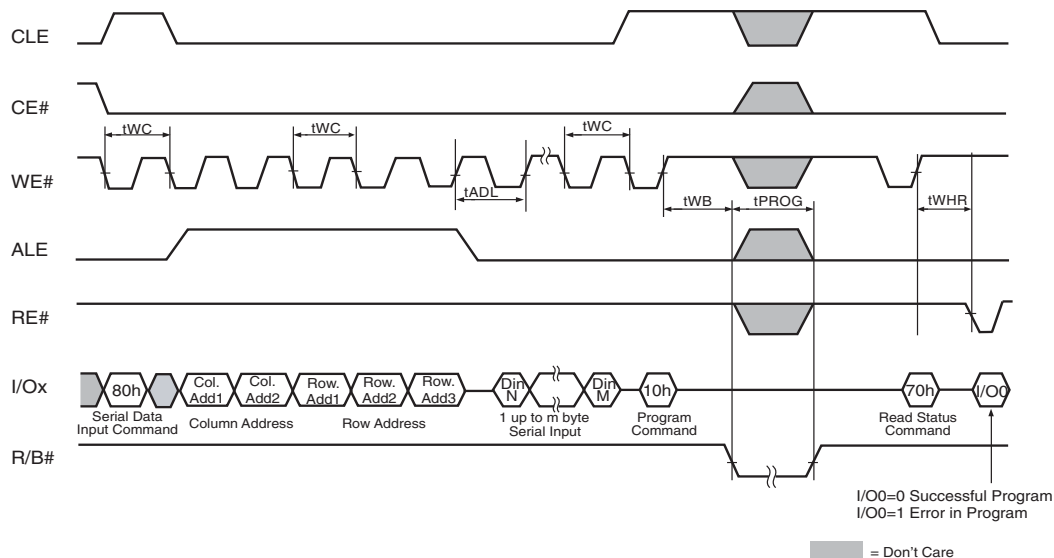 CLE
CE#
tWC
tWC
tWC
WE#
tADL
tWB
tPROG
tWHR
ALE
RE#
I/Ox
80h
Col. Add1
Col. Add2
Row. Add1
Row. Add2
Row. Add3
Din N
Din M
10h
70h
I/O0
Serial Data
Input Command
Column Address
Row Address
1 up to m byte
Serial Input
Program
Command
Read Status
Command
R/B#
I/O0=0 Successful Program
I/O0=1 Error in Program
= Don't Care